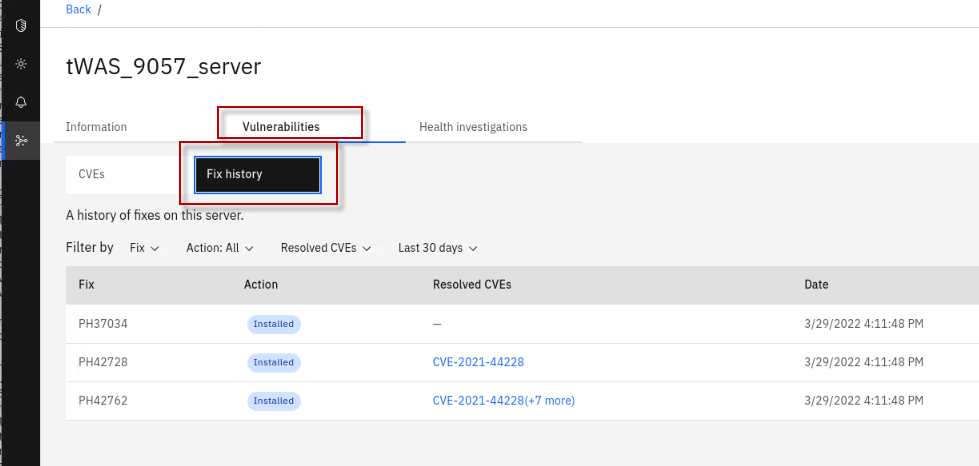 Back /
tWAS_9057_server
Information Vulnerabilities Health investigations
CVEs Fix history
A history of fixes on this server.
Filter by Fix Action: All Resolved CVEs Last 30 days
Fix Action Resolved CVEs Date
PH37034 Installed — 3/29/2022 4:11:48 PM
PH42728 Installed CVE-2021-44228 3/29/2022 4:11:48 PM
PH42762 Installed CVE-2021-44228(+7 more) 3/29/2022 4:11:48 PM